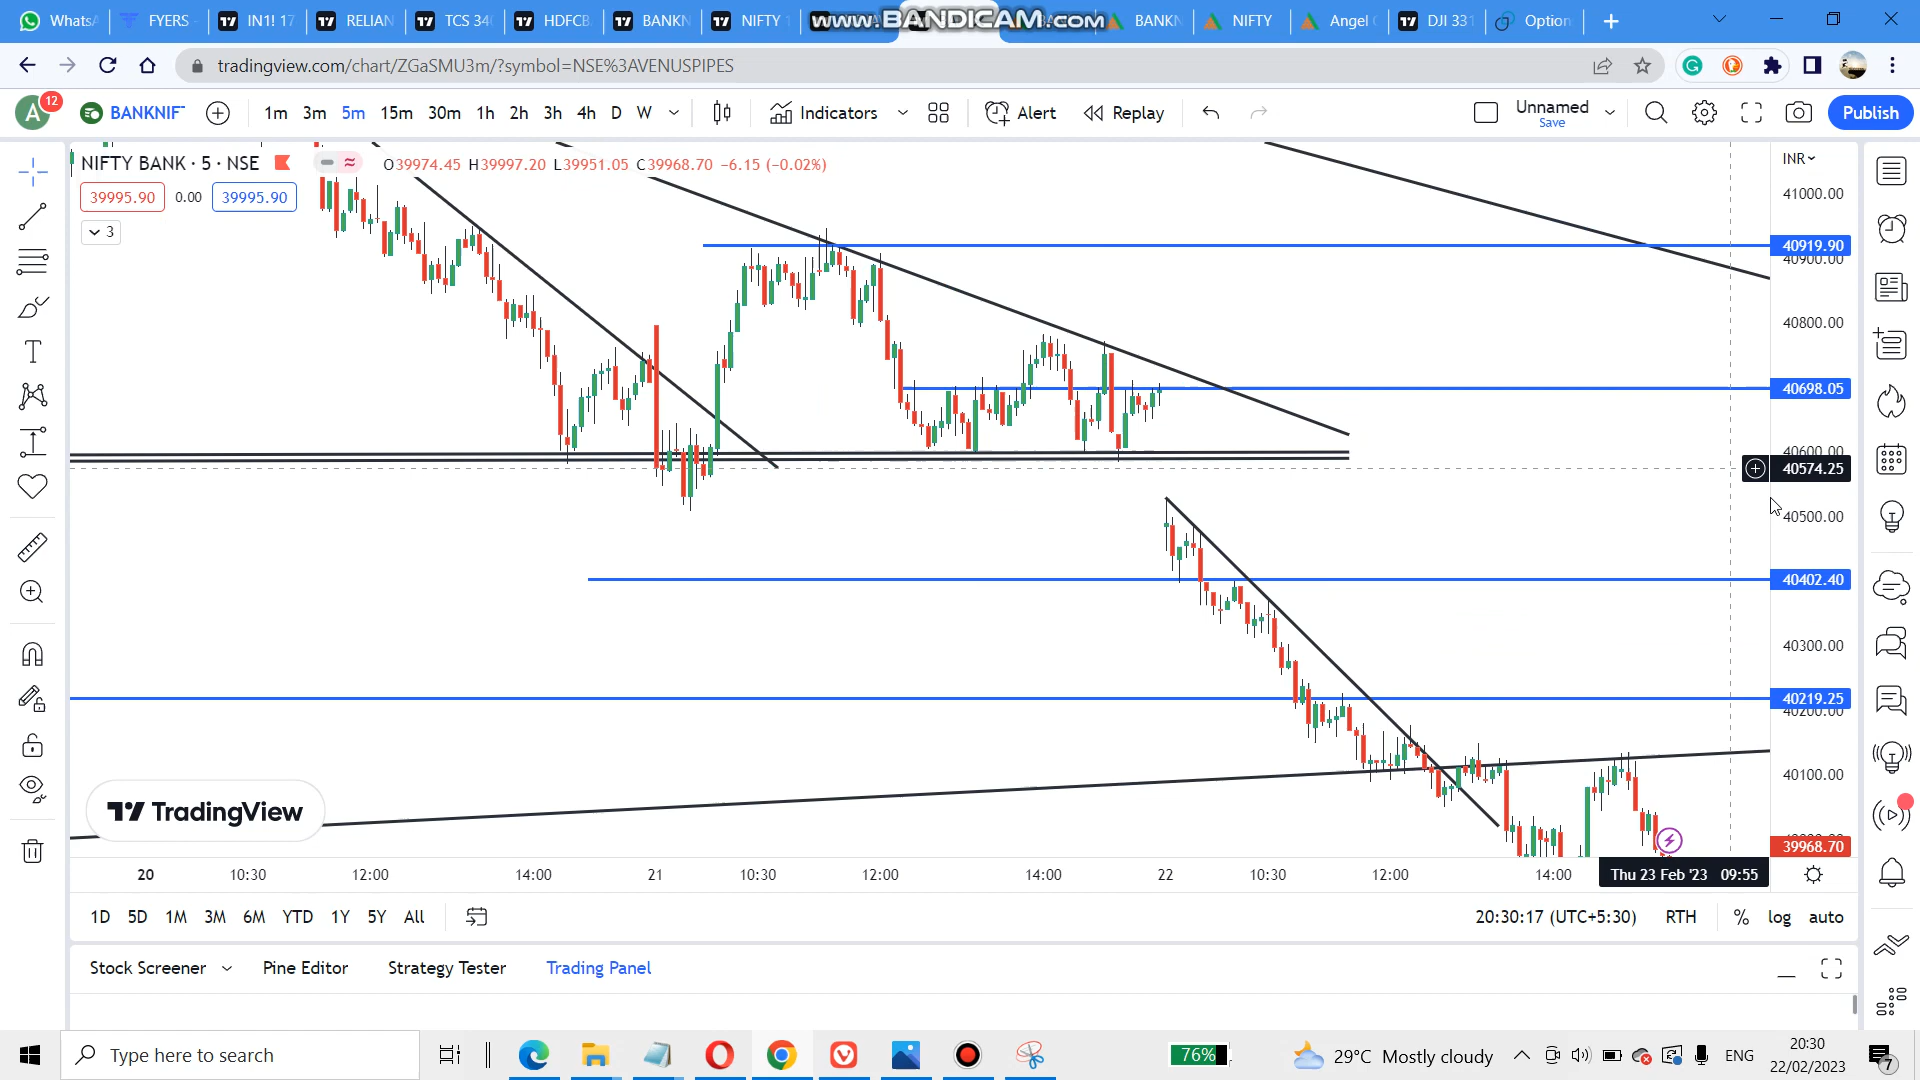 WhatsA
FYERS
IN1! 17
RELIAN
TCS 34
HDFCB
BANKN
NIFTY 1
www.BANDICAM.com
BANKN
NIFTY
Angel
DJI 331
Option
tradingview.com/chart/ZGaSMU3m/?symbol=NSE%3AVENUSPIPES
A
12
BANKNIF
1m
3m
5m
15m
30m
1h
2h
3h
4h
D
W
Indicators
Alert
Replay
Unnamed
Save
Publish
NIFTY BANK · 5 · NSE
O39974.45 H39997.20 L39951.05 C39968.70 −6.15 (−0.02%)
39995.90
0.00
39995.90
3
INR
41000.00
40919.90
40900.00
40800.00
40698.05
40600.00
40574.25
40500.00
40402.40
40300.00
40219.25
40200.00
40100.00
39968.70
TradingView
20
10:30
12:00
14:00
21
10:30
12:00
14:00
22
10:30
12:00
14:00
Thu 23 Feb '23 09:55
1D
5D
1M
3M
6M
YTD
1Y
5Y
All
20:30:17 (UTC+5:30)
RTH
%
log
auto
Stock Screener
Pine Editor
Strategy Tester
Trading Panel
Type here to search
76%
29°C Mostly cloudy
ENG
20:30
22/02/2023
7